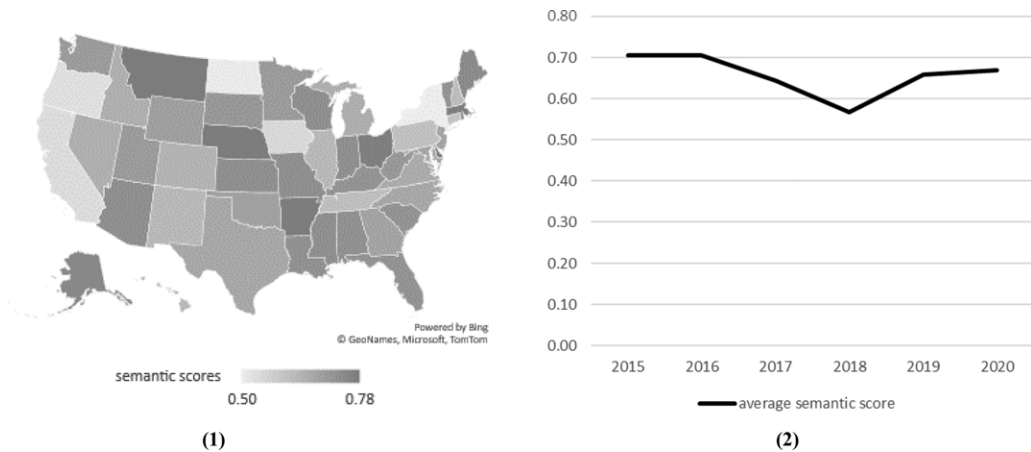 Powered by Bing
© GeoNames, Microsoft, TomTom
semantic scores
0.50 0.78
(1)
0.80
0.70
0.60
0.50
0.40
0.30
0.20
0.10
0.00
2015 2016 2017 2018 2019 2020
average semantic score
(2)